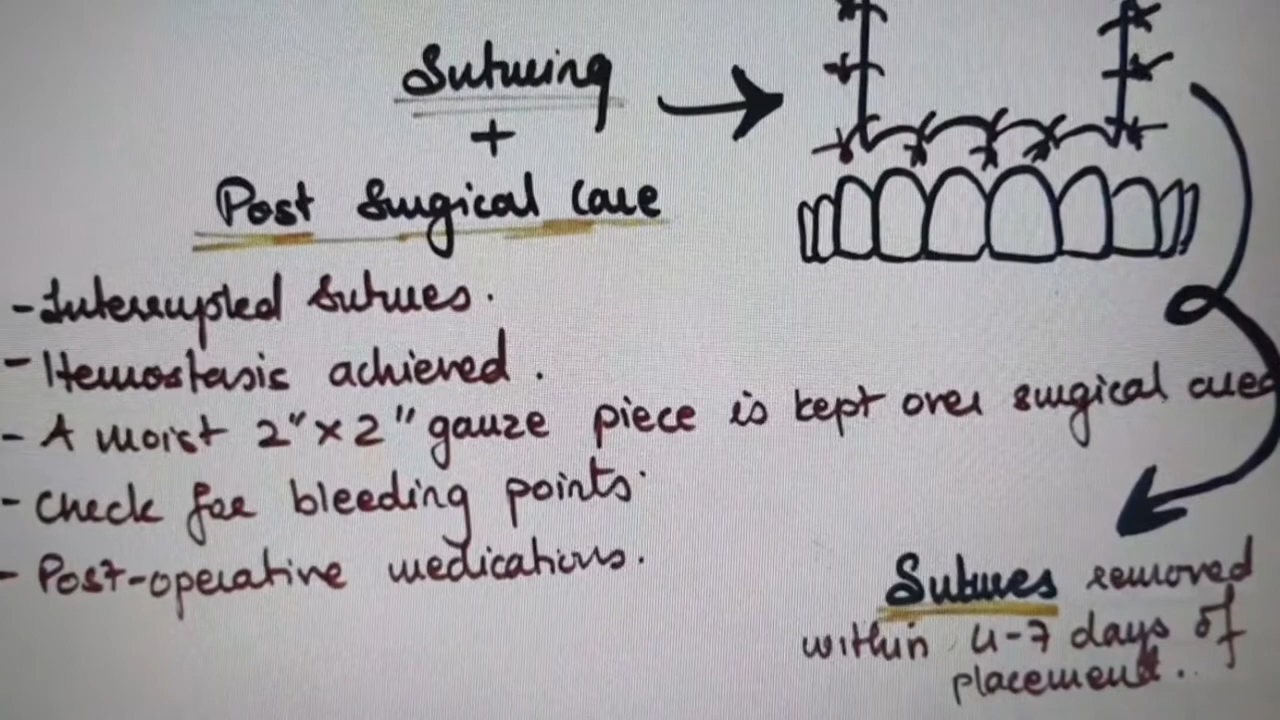 Suturing
+
Post Surgical Care
- Interrupted Sutures.
- Hemostasis achieved.
- A moist 2"x2" gauze piece is kept over surgical area
- Check for bleeding points.
- Post-operative medications.
Sutures removed
within 4-7 days of
placement..